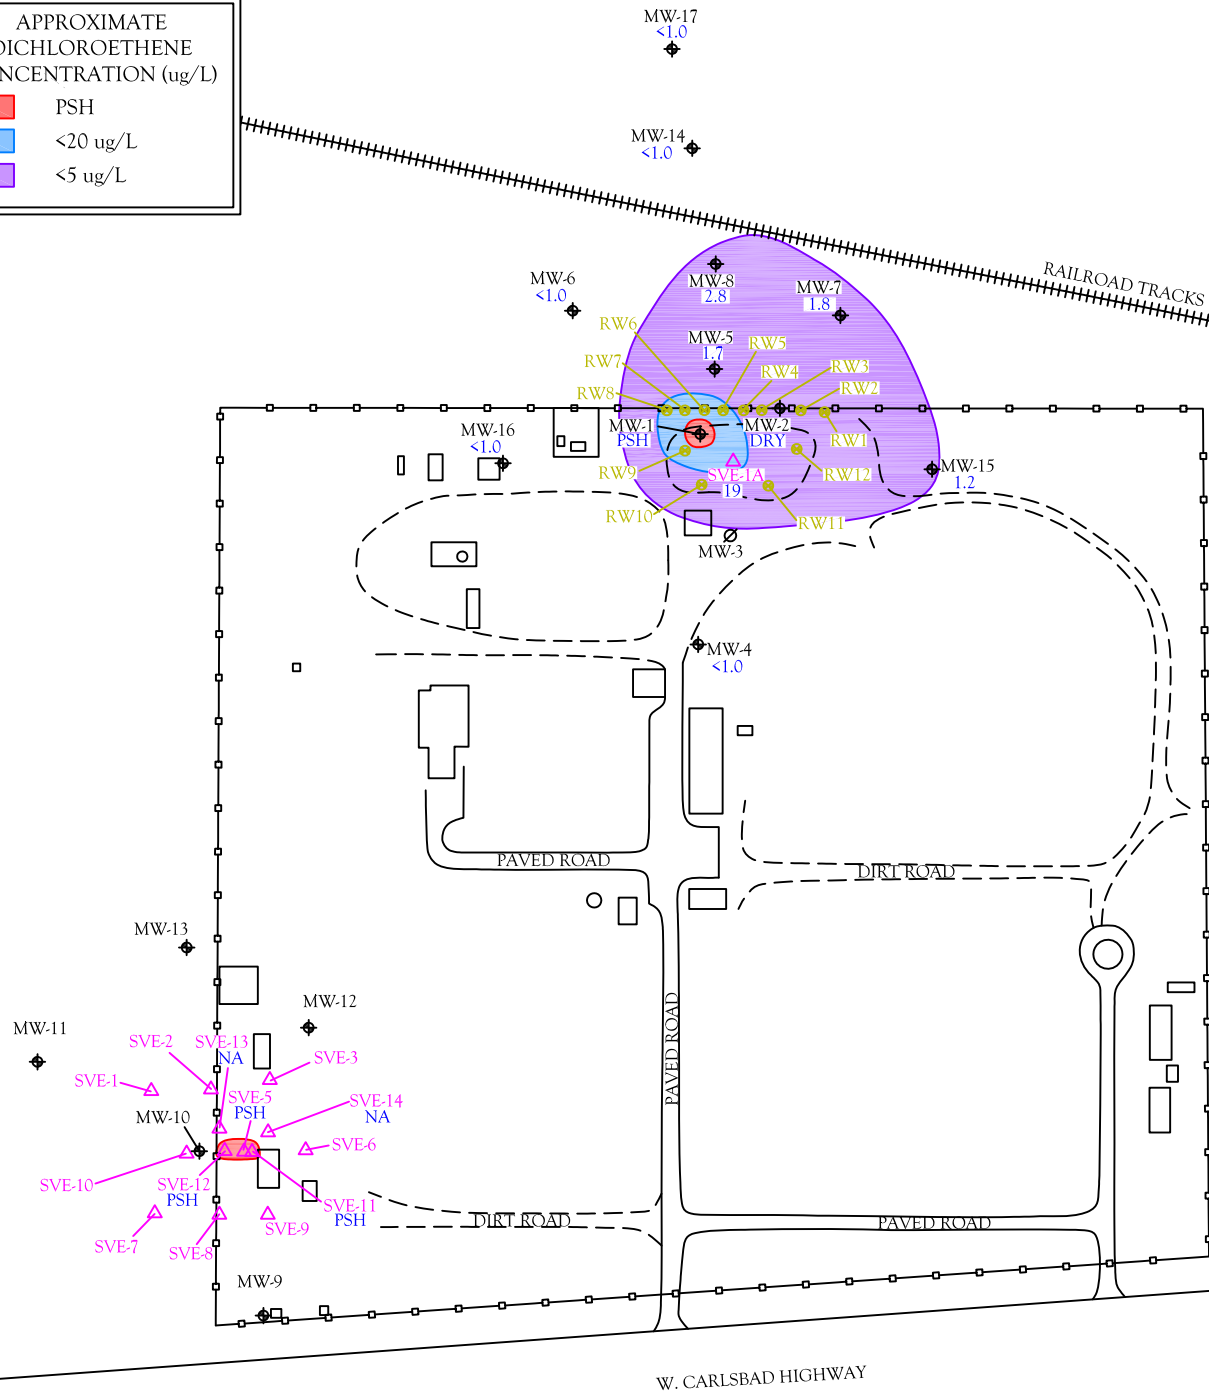 APPROXIMATE
DICHLOROETHENE
NCENTRATION (ug/L)
PSH
<20 ug/L
<5 ug/L
MW-17
<1.0
MW-14
<1.0
RAILROAD TRACKS
MW-6
<1.0
MW-8
2.8
MW-7
1.8
MW-5
1.7
RW6
RW5
RW7
RW4
RW3
RW8
RW2
MW-1
PSH
MW-2
DRY
RW1
MW-16
<1.0
RW9
SVE-1A
19
RW12
MW-15
1.2
RW10
RW11
MW-3
MW-4
<1.0
PAVED ROAD
DIRT ROAD
MW-13
MW-12
MW-11
PAVED ROAD
SVE-2
SVE-13
NA
SVE-3
SVE-1
SVE-5
PSH
SVE-14
NA
MW-10
SVE-6
SVE-10
SVE-12
PSH
SVE-11
PSH
SVE-7
SVE-8
SVE-9
DIRT ROAD
PAVED ROAD
MW-9
W. CARLSBAD HIGHWAY